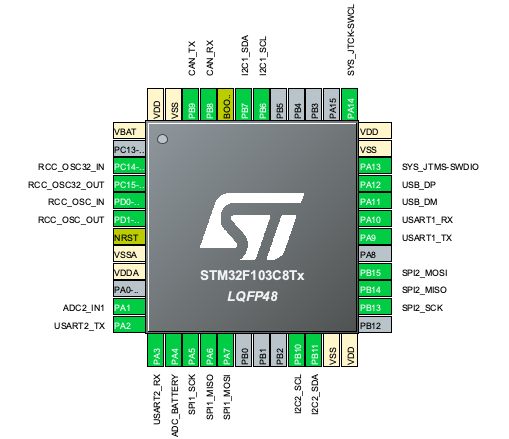 CAN_TX
CAN_RX
I2C1_SDA
I2C1_SCL
SYS_JTCK-SWCL
VDD
VSS
PB9
PB8
BOO..
PB7
PB6
PB5
PB4
PB3
PA15
PA14
VBAT
VDD
PC13-..
VSS
RCC_OSC32_IN
PC14-..
PA13
SYS_JTMS-SWDIO
RCC_OSC32_OUT
PC15-..
PA12
USB_DP
RCC_OSC_IN
PD0-..
PA11
USB_DM
RCC_OSC_OUT
PD1-..
PA10
USART1_RX
NRST
PA9
USART1_TX
VSSA
PA8
VDDA
STM32F103C8Tx
PB15
SPI2_MOSI
PA0-..
LQFP48
PB14
SPI2_MISO
ADC2_IN1
PA1
PB13
SPI2_SCK
USART2_TX
PA2
PB12
PA3
PA4
PA5
PA6
PA7
PB0
PB1
PB2
PB10
PB11
VSS
VDD
USART2_RX
ADC_BATTERY
SPI1_SCK
SPI1_MISO
SPI1_MOSI
I2C2_SCL
I2C2_SDA